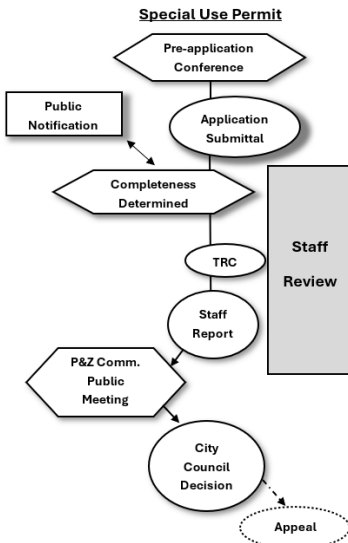 Special Use Permit
Pre-application
Conference
Public
Notification
Application
Submittal
Completeness
Determined
Staff
Review
TRC
Staff
Report
P&Z Comm.
Public
Meeting
City
Council
Decision
Appeal